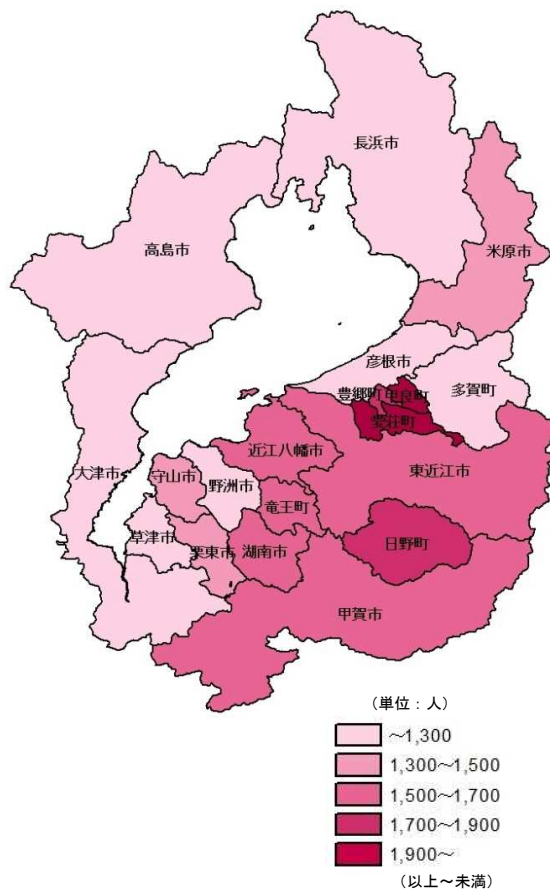 長浜市
高島市
米原市
彦根市
豊郷町
甲良町
多賀町
愛荘町
大津市
守山市
野洲市
近江八幡市
東近江市
竜王町
草津市
栗東市
湖南市
日野町
甲賀市
(単位:人)
~1,300
1,300~1,500
1,500~1,700
1,700~1,900
1,900~
(以上~未満)